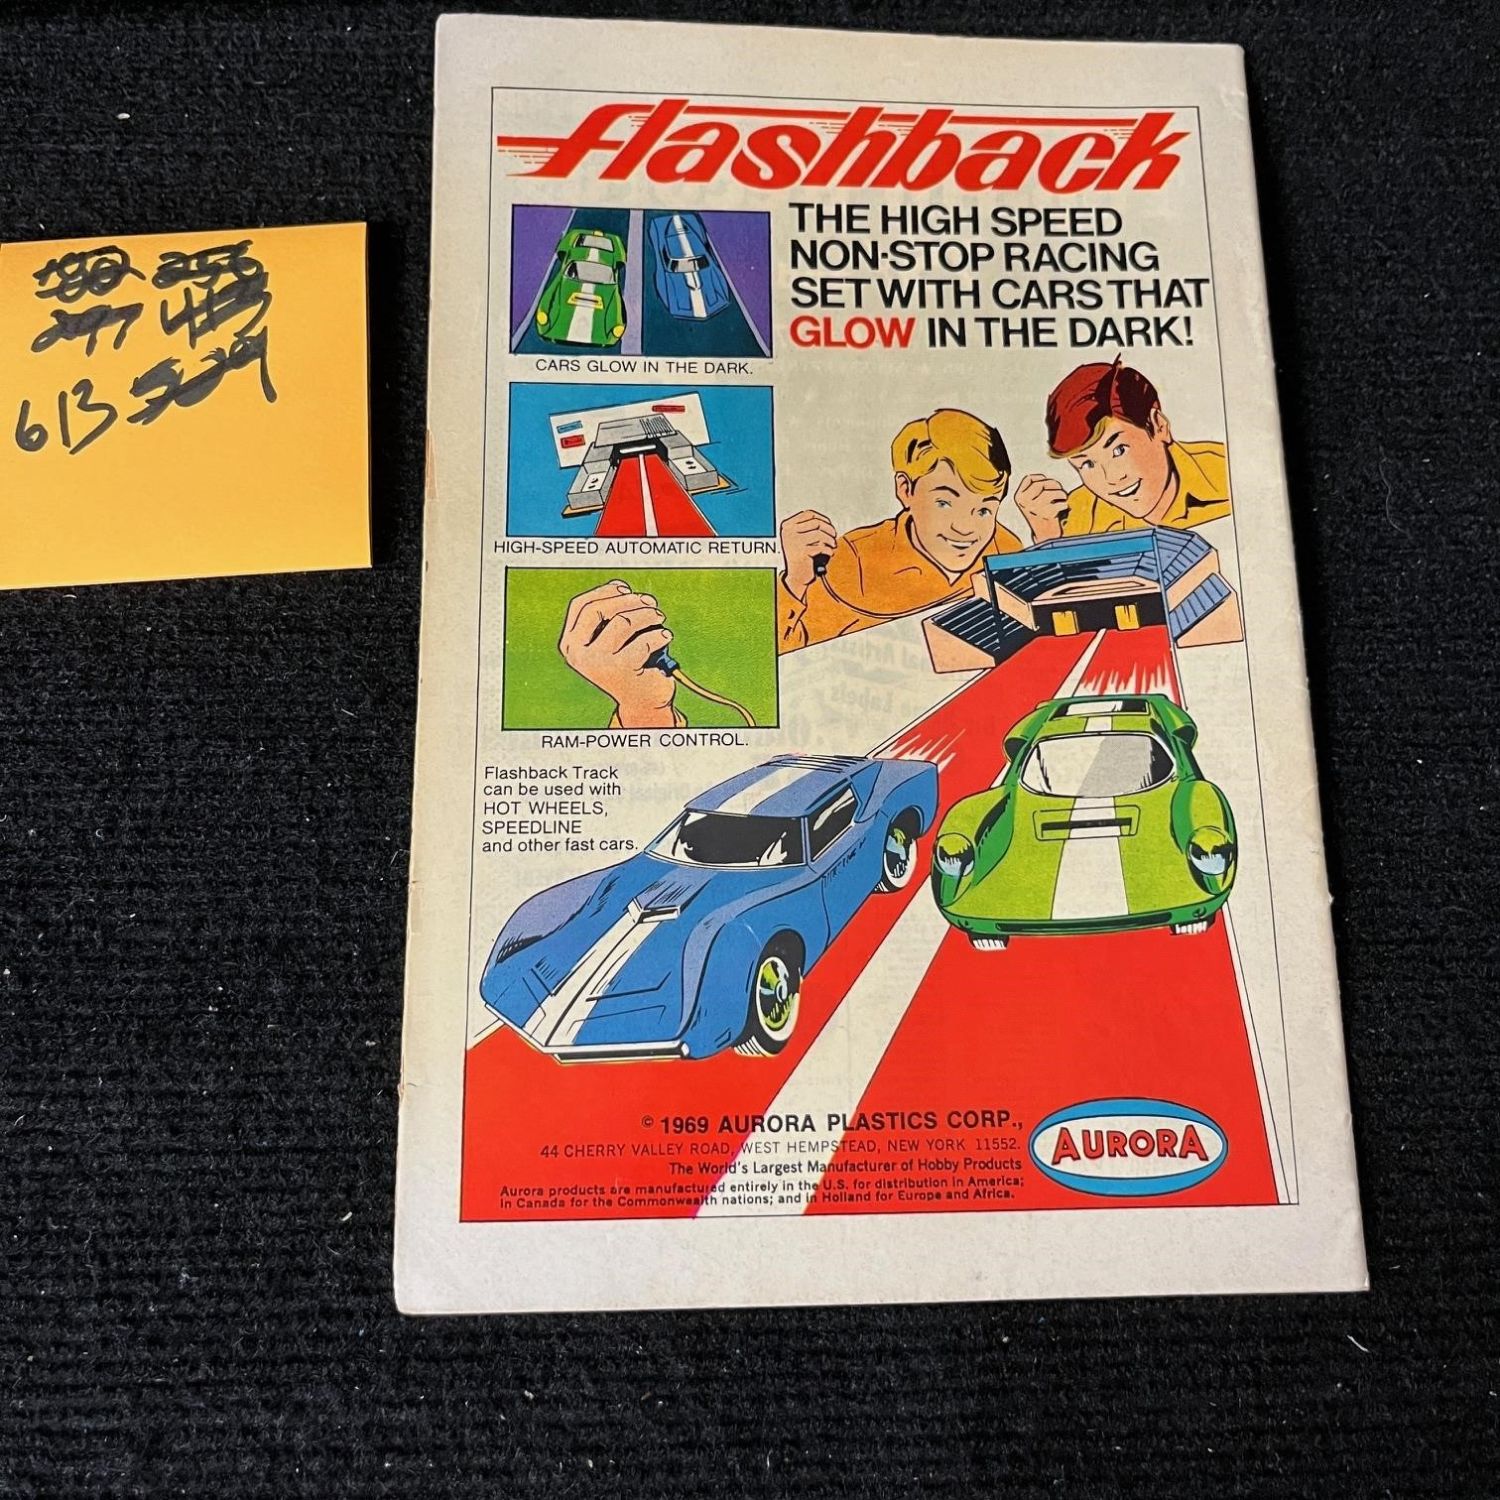 297
613
flashback
THE HIGH SPEED
NON-STOP RACING
SET WITH CARS THAT
GLOW IN THE DARK!
CARS GLOW IN THE DARK.
HIGH-SPEED AUTOMATIC RETURN.
RAM-POWER CONTROL.
Flashback Track
can be used with
HOT WHEELS,
SPEEDLINE
and other fast cars.
© 1969 AURORA PLASTICS CORP.,
44 CHERRY VALLEY ROAD, WEST HEMPSTEAD, NEW YORK 11552.
The World's Largest Manufacturer of Hobby Products
Aurora products are manufactured entirely in the U.S. for distribution in America;
in Canada for the Commonwealth nations; and in Holland for Europe and Africa.
AURORA